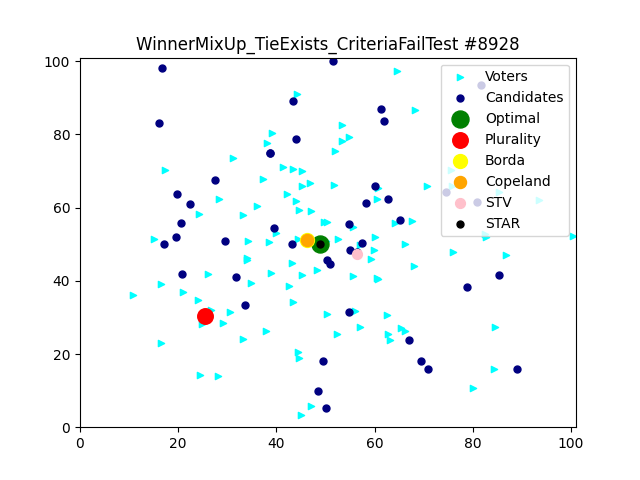 WinnerMixUp_TieExists_CriteriaFailTest #8928
100
80
60
40
20
0
0 20 40 60 80 100
Voters
Candidates
Optimal
Plurality
Borda
Copeland
STV
STAR